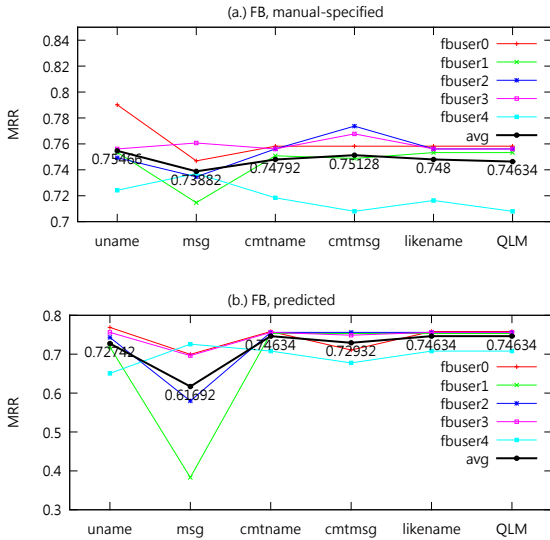 (a.) FB, manual-specified
0.84
0.82
0.8
0.78
0.76
0.74
0.72
0.7
MRR
fbuser0
fbuser1
fbuser2
fbuser3
fbuser4
avg
0.75466
0.73882
0.74792
0.75128
0.748
0.74634
uname msg cmtname cmtmsg likename QLM
(b.) FB, predicted
0.8
0.7
0.6
0.5
0.4
0.3
MRR
0.72742
0.61692
0.74634
0.72932
0.74634
0.74634
fbuser0
fbuser1
fbuser2
fbuser3
fbuser4
avg
uname msg cmtname cmtmsg likename QLM